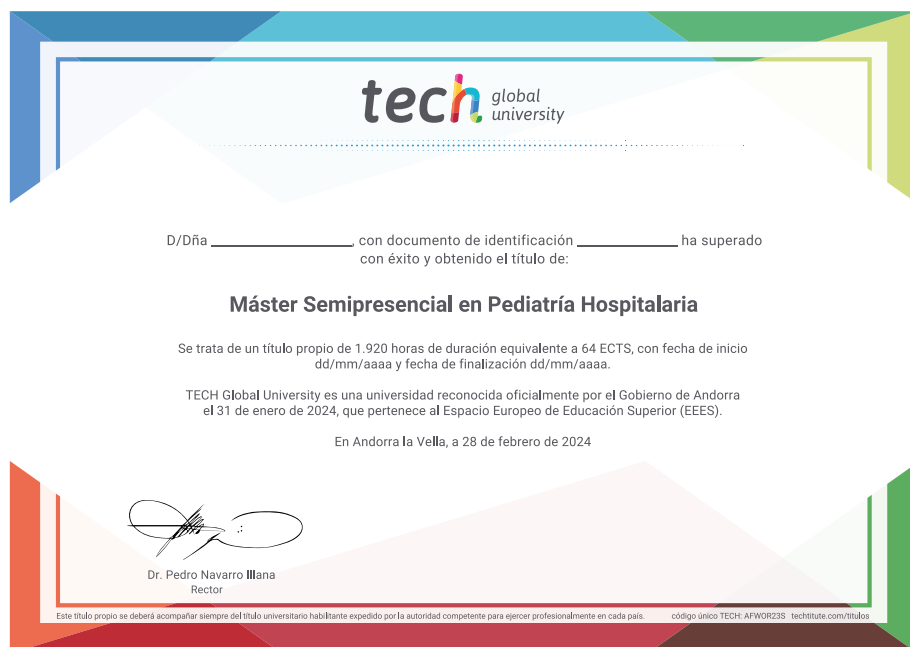 tech global university
D/Dña ________________, con documento de identificación ____________ ha superado
con éxito y obtenido el título de:
Máster Semipresencial en Pediatría Hospitalaria
Se trata de un título propio de 1.920 horas de duración equivalente a 64 ECTS, con fecha de inicio
dd/mm/aaaa y fecha de finalización dd/mm/aaaa.
TECH Global University es una universidad reconocida oficialmente por el Gobierno de Andorra
el 31 de enero de 2024, que pertenece al Espacio Europeo de Educación Superior (EEES).
En Andorra la Vella, a 28 de febrero de 2024
Dr. Pedro Navarro Illana
Rector
Este título propio se deberá acompañar siempre del título universitario habilitante expedido por la autoridad competente para ejercer profesionalmente en cada país. código único TECH: AFWOR23S techtitute.com/titulos